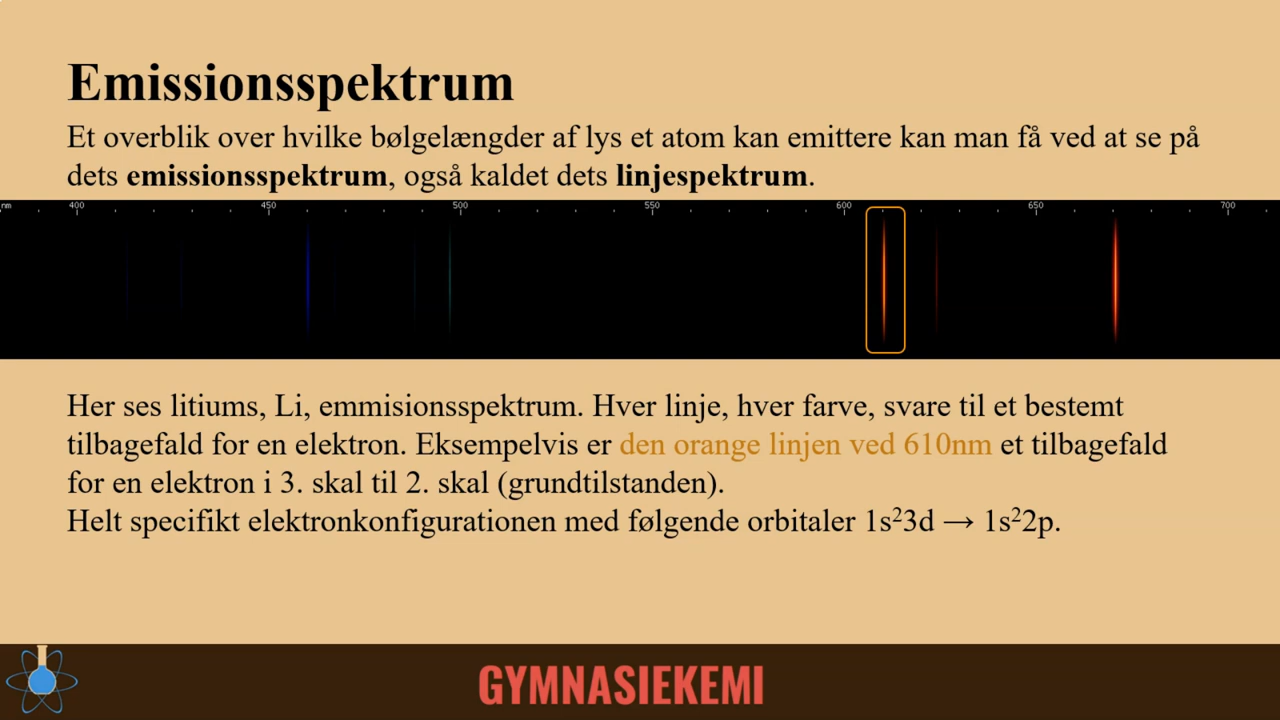 Emissionsspektrum
Et overblik over hvilke bølgelængder af lys et atom kan emittere kan man få ved at se på
dets emissionsspektrum, også kaldet dets linjespektrum.
nm 400 450 500 550 600 650 700
Her ses litiums, Li, emmisionsspektrum. Hver linje, hver farve, svare til et bestemt
tilbagefald for en elektron. Eksempelvis er den orange linjen ved 610nm et tilbagefald
for en elektron i 3. skal til 2. skal (grundtilstanden).
Helt specifikt elektronkonfigurationen med følgende orbitaler 1s²3d → 1s²2p.
GYMNASIEKEMI